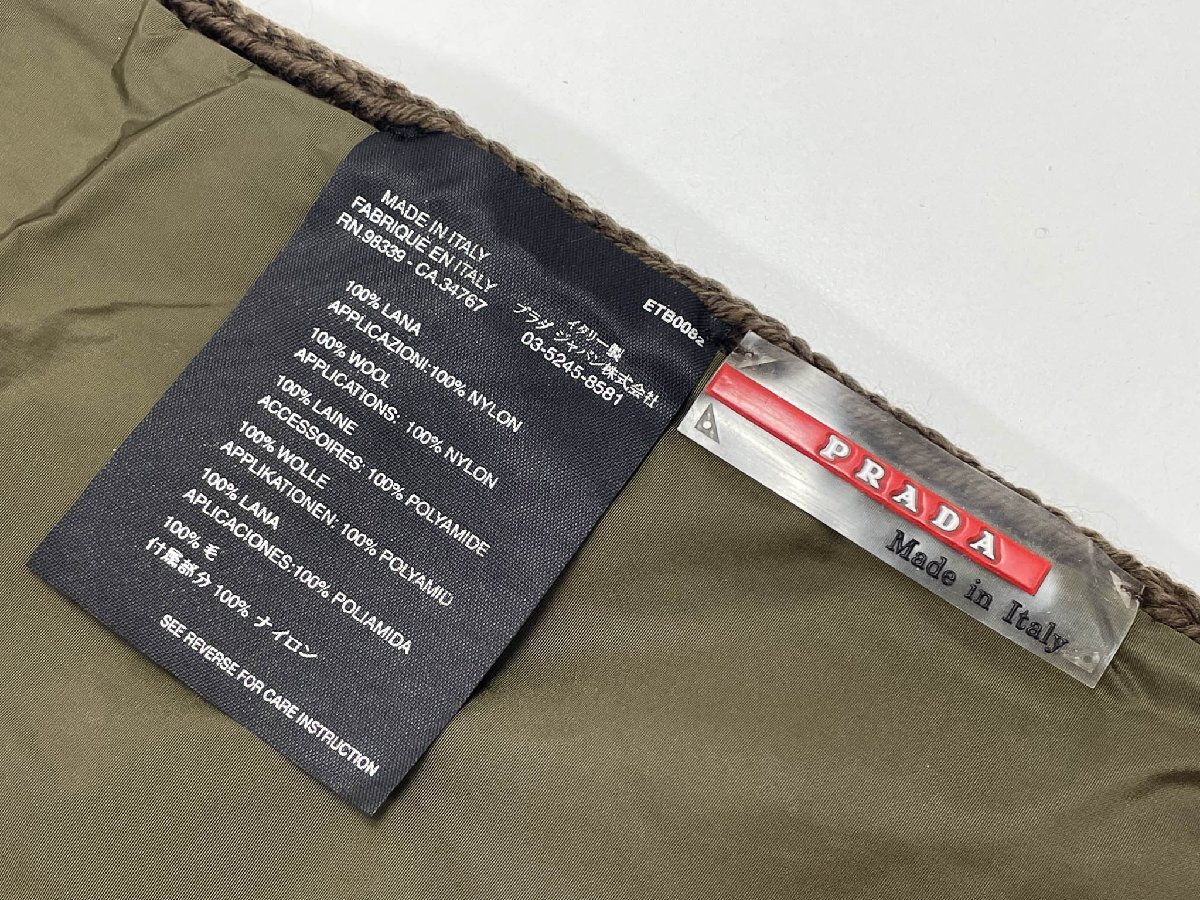 MADE IN ITALY
FABRIQUÈ EN ITALY
RN.98339 - CA.34767
イタリー製
プラダ ジャパン株式会社
03-5245-8581
ETB0082
100% LANA
APPLICAZIONI:100% NYLON
100% WOOL
APPLICATIONS: 100% NYLON
100% LAINE
ACCESSOIRES: 100% POLYAMIDE
100% WOLLE
APPLIKATIONEN: 100% POLYAMID
100% LANA
APLICACIONES:100% POLIAMIDA
100% 毛
付属部分 100% ナイロン
SEE REVERSE FOR CARE INSTRUCTION
PRADA
Made in Italy